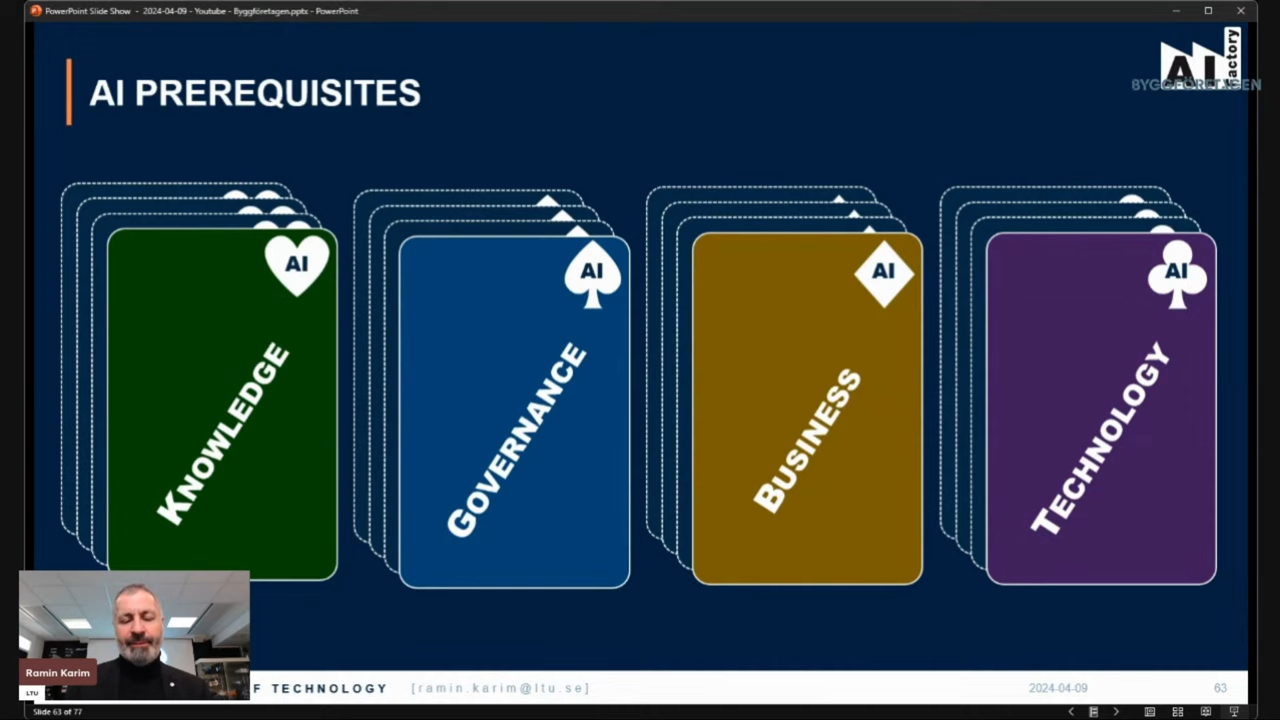 PowerPoint Slide Show - 2024-04-09 - Youtube - Byggföretagen.pptx - PowerPoint
AI Factory
BYGGFÖRETAGEN
AI PREREQUISITES
AI
AI
AI
AI
KNOWLEDGE
GOVERNANCE
BUSINESS
TECHNOLOGY
Ramin Karim
LTU
F TECHNOLOGY [ramin.karim@ltu.se] 2024-04-09 63
Slide 63 of 77